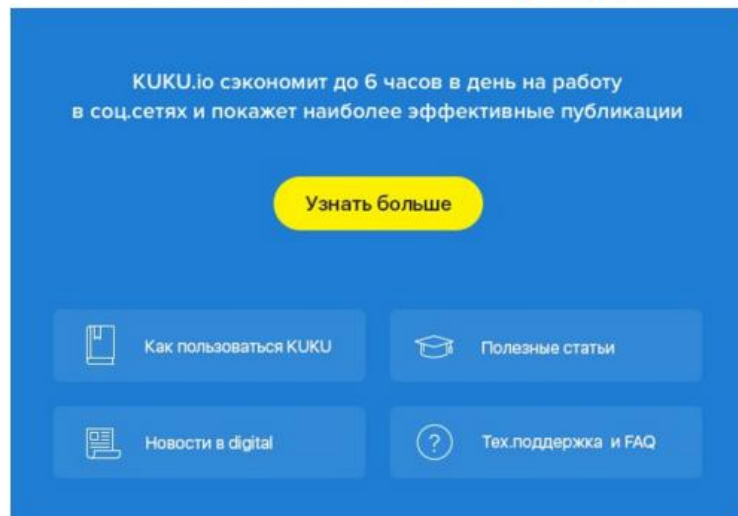 KUKU.io сэкономит до 6 часов в день на работу
в соц.сетях и покажет наиболее эффективные публикации
Узнать больше
Как пользоваться KUKU
Полезные статьи
Новости в digital
Тех.поддержка и FAQ